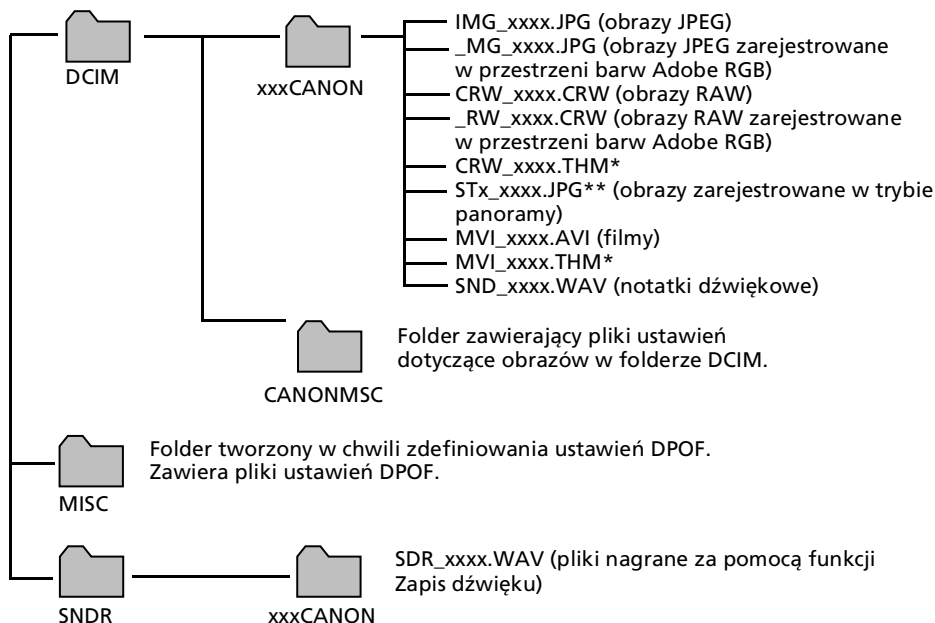 DCIM
xxxCANON
IMG_xxxx.JPG (obrazy JPEG)
_MG_xxxx.JPG (obrazy JPEG zarejestrowane
w przestrzeni barw Adobe RGB)
CRW_xxxx.CRW (obrazy RAW)
_RW_xxxx.CRW (obrazy RAW zarejestrowane
w przestrzeni barw Adobe RGB)
CRW_xxxx.THM*
STx_xxxx.JPG** (obrazy zarejestrowane w trybie
panoramy)
MVI_xxxx.AVI (filmy)
MVI_xxxx.THM*
SND_xxxx.WAV (notatki dźwiękowe)
Folder zawierający pliki ustawień
dotyczące obrazów w folderze DCIM.
CANONMSC
Folder tworzony w chwili zdefiniowania ustawień DPOF.
Zawiera pliki ustawień DPOF.
MISC
SDR_xxxx.WAV (pliki nagrane za pomocą funkcji
Zapis dźwięku)
SNDR
xxxCANON